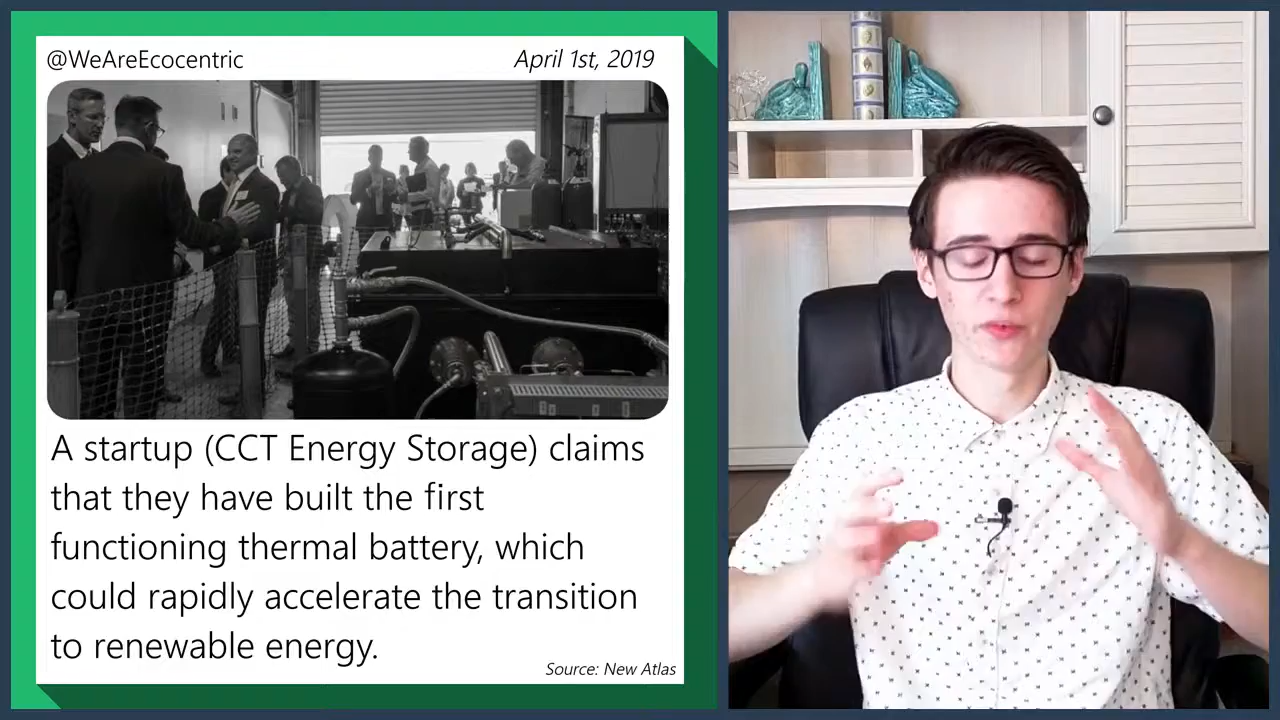 @WeAreEcocentric
April 1st, 2019
A startup (CCT Energy Storage) claims
that they have built the first
functioning thermal battery, which
could rapidly accelerate the transition
to renewable energy.
Source: New Atlas